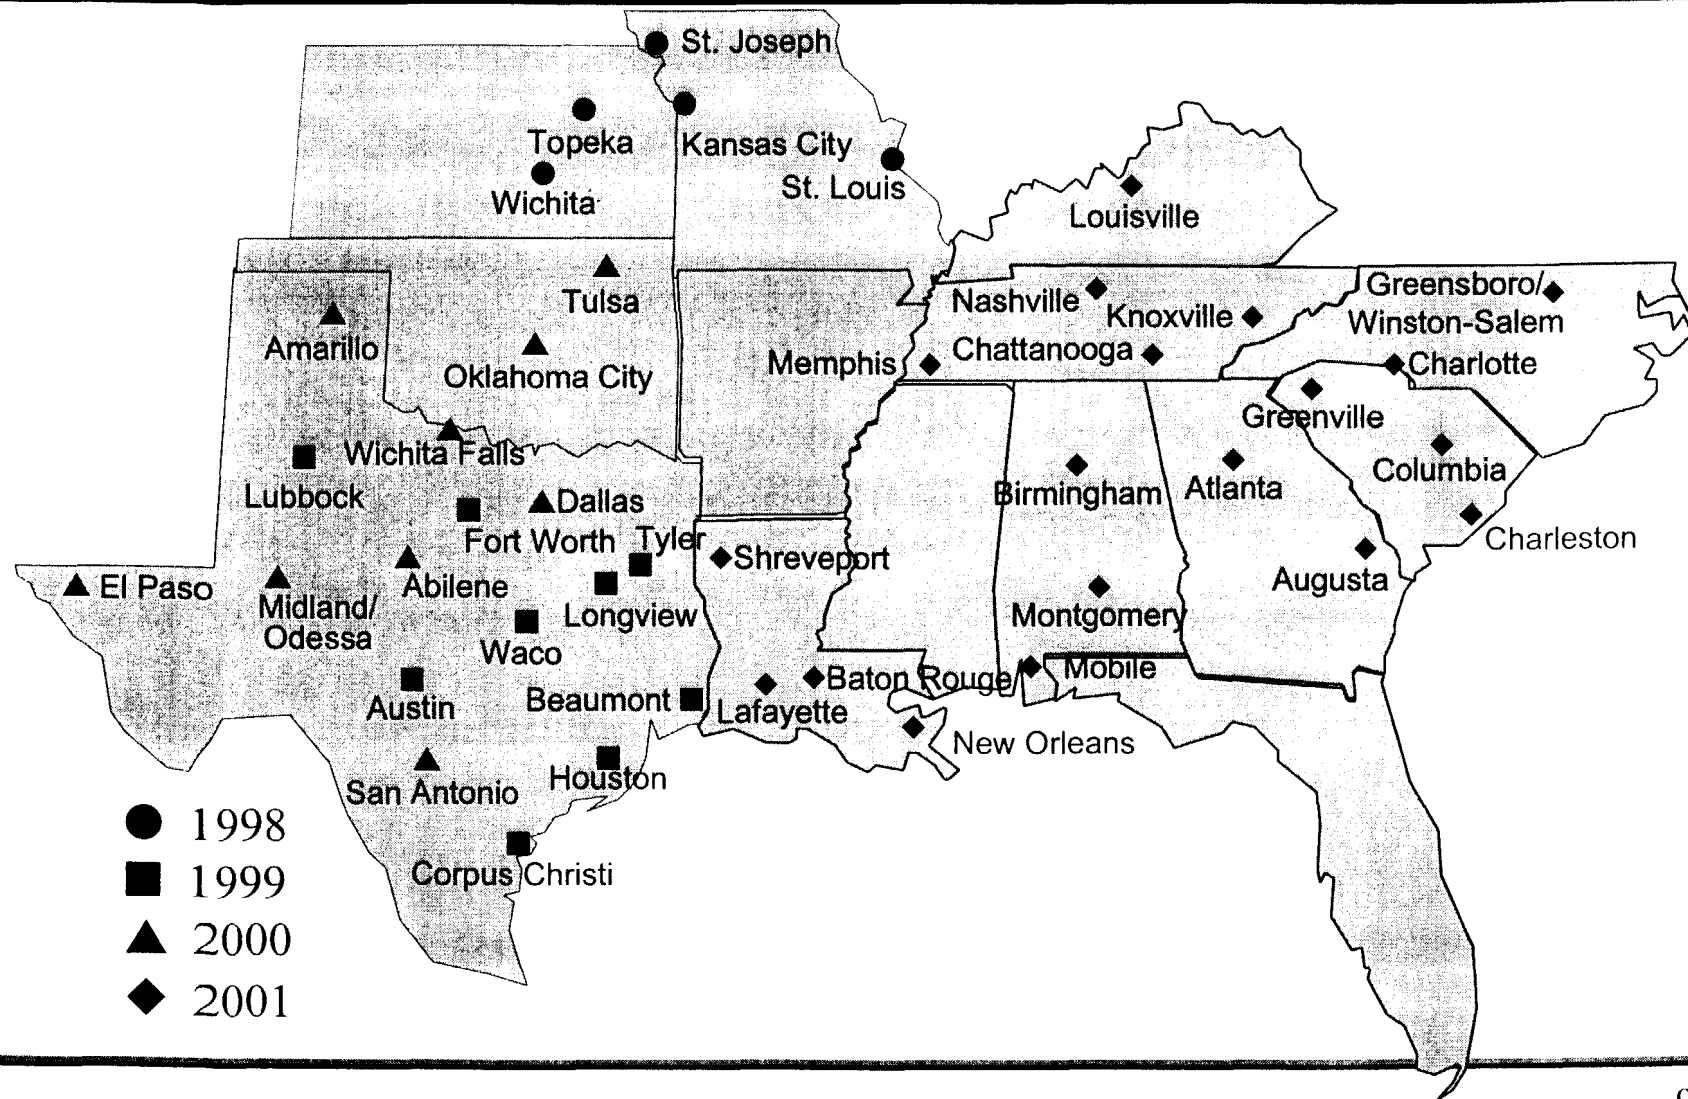 St. Joseph
Topeka
Kansas City
St. Louis
Wichita
Louisville
Tulsa
Nashville
Knoxville
Greensboro/
Winston-Salem
Amarillo
Oklahoma City
Memphis
Chattanooga
Charlotte
Greenville
Wichita Falls
Lubbock
Dallas
Birmingham
Atlanta
Columbia
Fort Worth
Tyler
Shreveport
Charleston
El Paso
Midland/
Odessa
Abilene
Longview
Augusta
Montgomery
Waco
Austin
Beaumont
Lafayette
Baton Rouge
Mobile
New Orleans
San Antonio
Houston
Corpus Christi
1998
1999
2000
2001